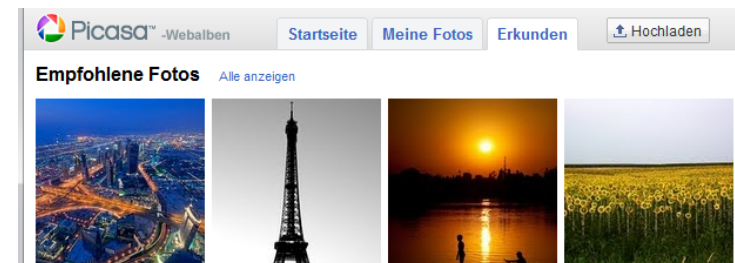 Picasa™ -Webalben Startseite Meine Fotos Erkunden Hochladen
Empfohlene Fotos Alle anzeigen